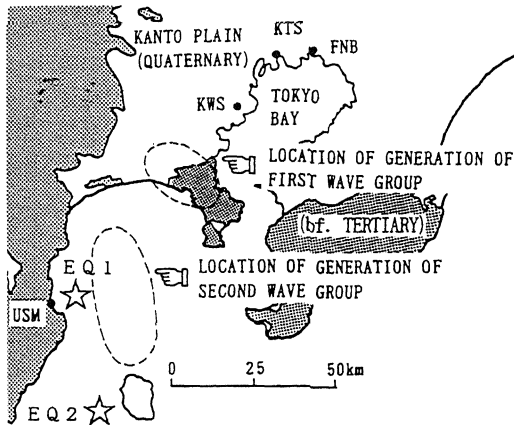 KTS
KANTO PLAIN
(QUATERNARY)
FNB
KWS
TOKYO
BAY
LOCATION OF GENERATION OF
FIRST WAVE GROUP
(bf. TERTIARY)
LOCATION OF GENERATION OF
SECOND WAVE GROUP
EQ1
USM
0 25 50km
EQ2